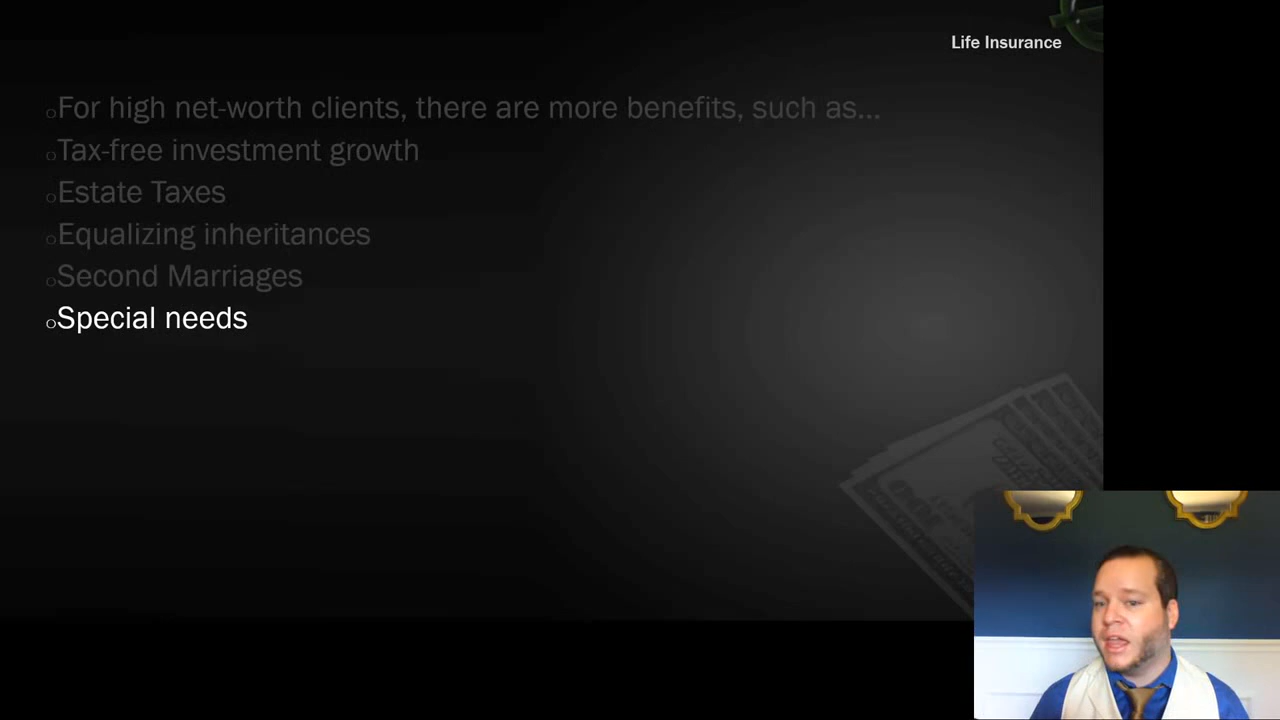 Life Insurance
For high net-worth clients, there are more benefits, such as...
Tax-free investment growth
Estate Taxes
Equalizing inheritances
Second Marriages
Special needs